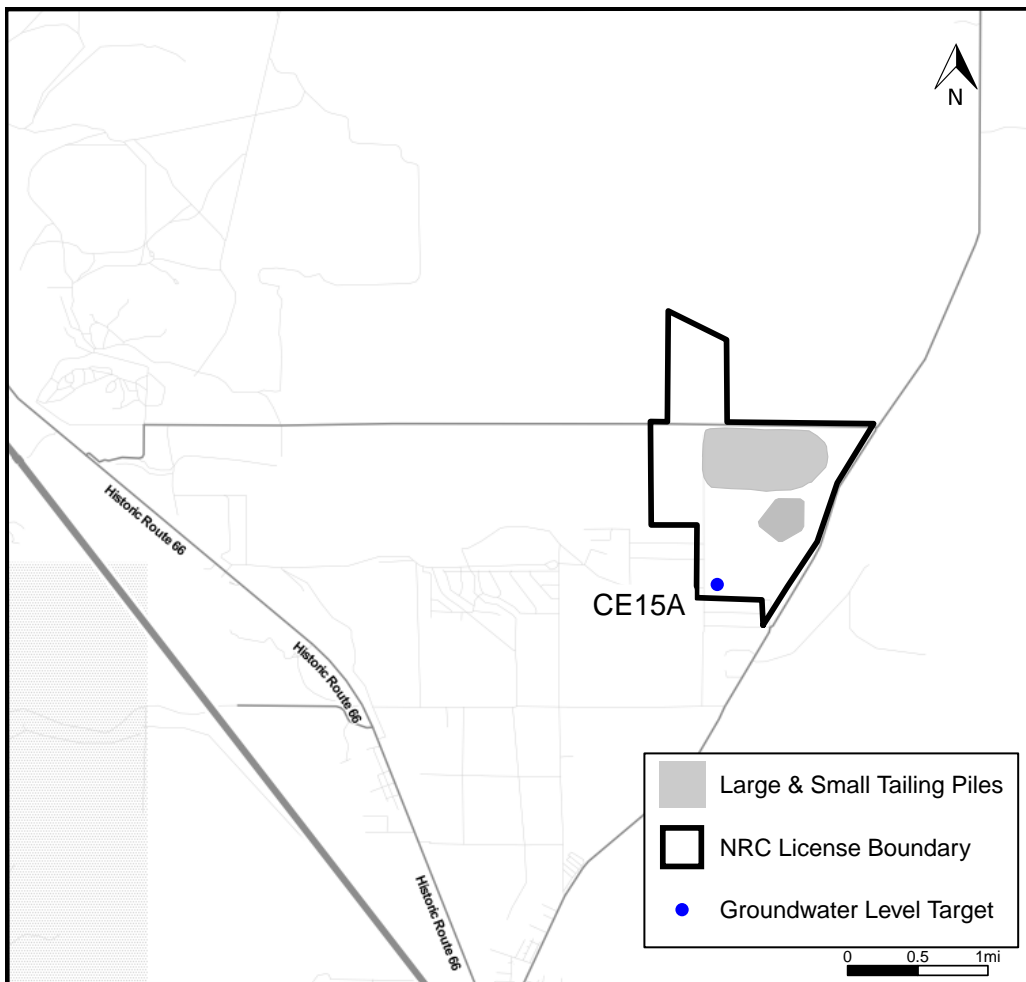 N
Historic Route 66
Historic Route 66
CE15A
Historic Route 66
Large & Small Tailing Piles
NRC License Boundary
Groundwater Level Target
0 0.5 1mi